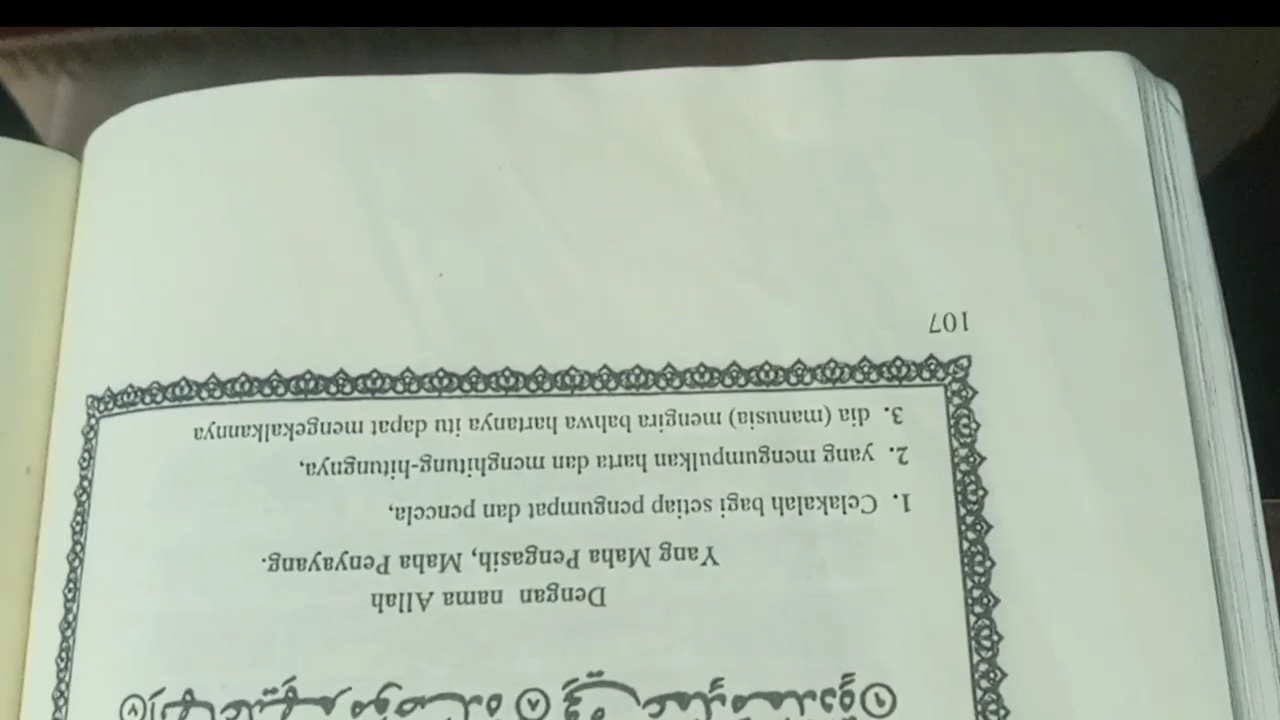 Dengan nama Allah
Yang Maha Pengasih, Maha Penyayayang.
1. Celakalah bagi setiap pengumpat dan pencela,
2. yang mengumpulkan harta dan menghitung-hitungnya,
3. dia (manusia) mengira bahwa hartanya itu dapat mengekalkannya
107